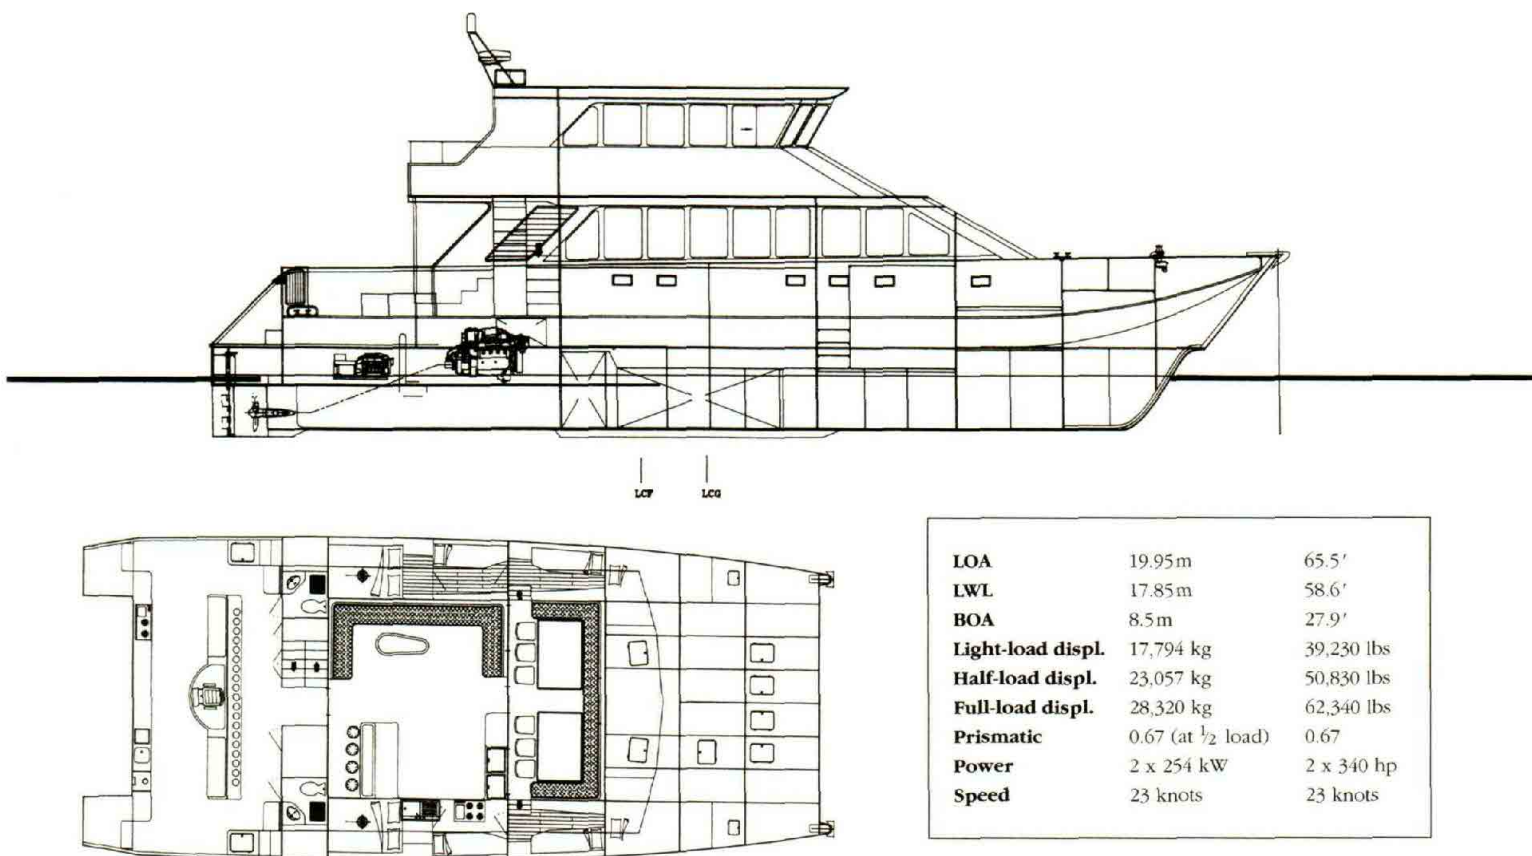 LCF LCG
LOA 19.95m 65.5′
LWL 17.85m 58.6′
BOA 8.5m 27.9′
Light-load displ. 17,794 kg 39,230 lbs
Half-load displ. 23,057 kg 50,830 lbs
Full-load displ. 28,320 kg 62,340 lbs
Prismatic 0.67 (at ½ load) 0.67
Power 2 x 254 kW 2 x 340 hp
Speed 23 knots 23 knots